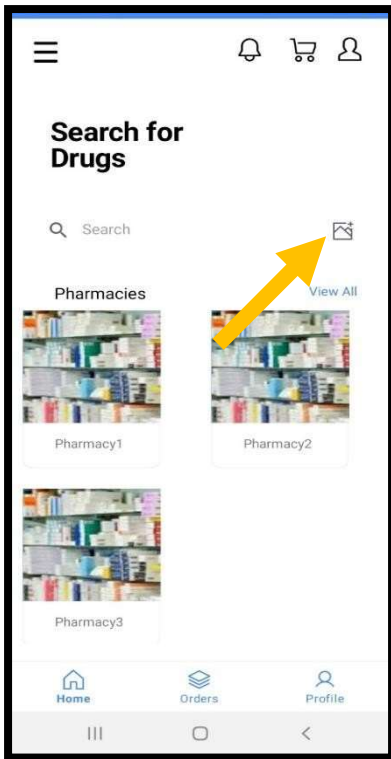 Search for
Drugs
Search
Pharmacies View All
Pharmacy1 Pharmacy2
Pharmacy3
Home Orders Profile